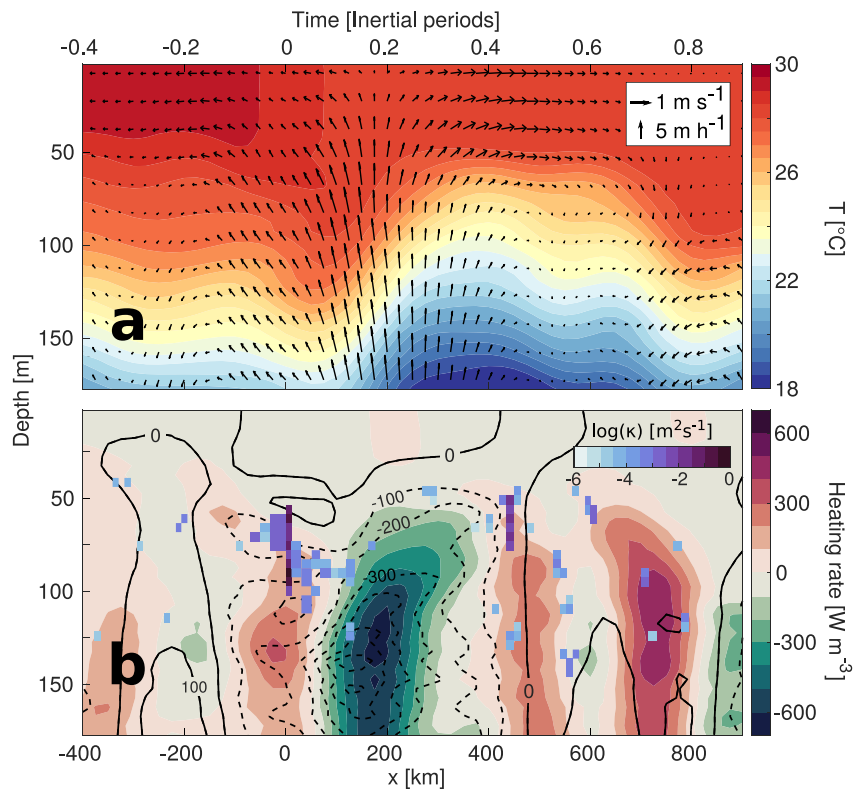 Time [Inertial periods]
-0.4 -0.2 0 0.2 0.4 0.6 0.8
1 m s-1
5 m h-1
50
100
150
a
30
26
22
18
T [°C]
Depth [m]
0
0
log(κ) [m2s-1]
-6 -4 -2 0
-100
-200
-300
100
0
50
100
150
b
600
300
0
-300
-600
Heating rate [W m-3]
-400 -200 0 200 400 600 800
x [km]